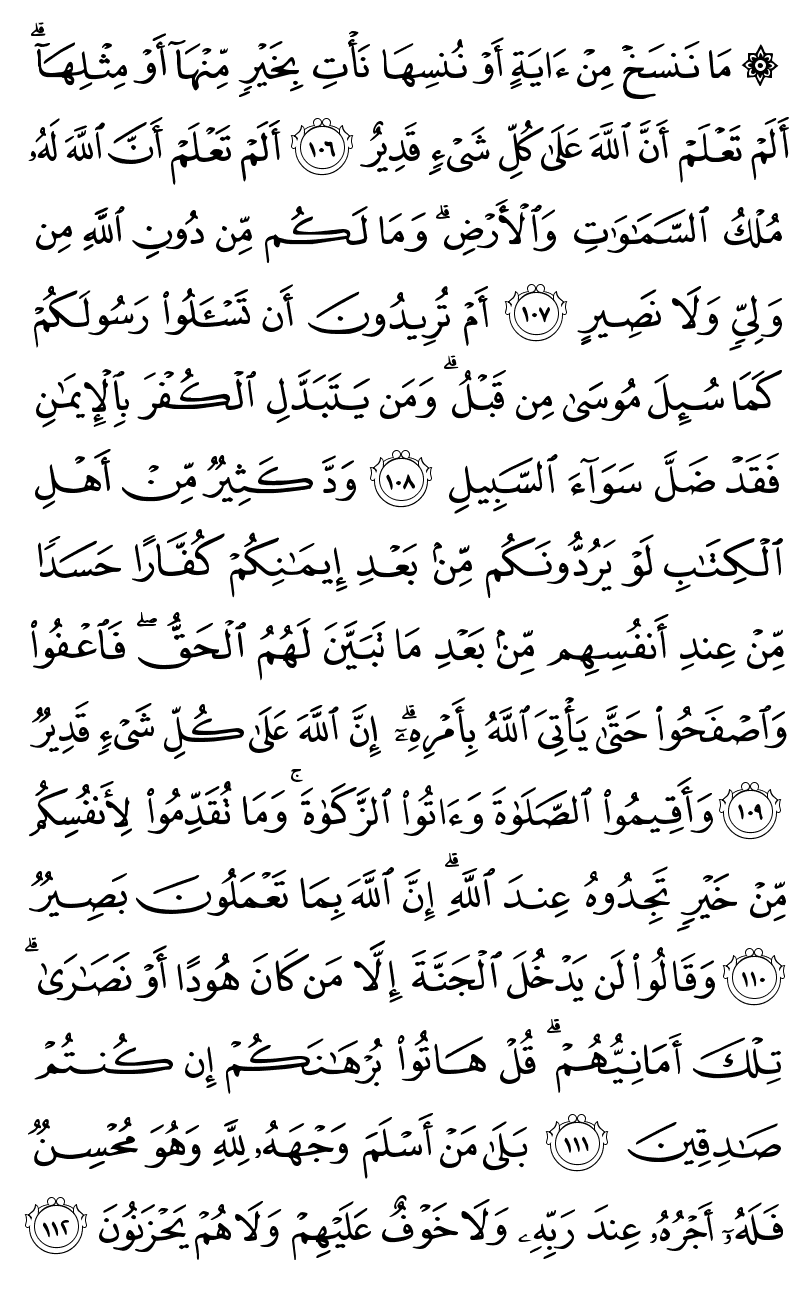 ۞ مَا نَنسَخْ مِنْ ءَايَةٍ أَوْ نُنسِهَا نَأْتِ بِخَيْرٍۢ مِّنْهَآ أَوْ مِثْلِهَآ ۗ
أَلَمْ تَعْلَمْ أَنَّ ٱللَّهَ عَلَىٰ كُلِّ شَىْءٍۢ قَدِيرٌ ١٠٦ أَلَمْ تَعْلَمْ أَنَّ ٱللَّهَ لَهُۥ
مُلْكُ ٱلسَّمَـٰوَٰتِ وَٱلْأَرْضِ ۗ وَمَا لَكُم مِّن دُونِ ٱللَّهِ مِن
وَلِىٍّۢ وَلَا نَصِيرٍ ١٠٧ أَمْ تُرِيدُونَ أَن تَسْـَٔلُوا۟ رَسُولَكُمْ
كَمَا سُئِلَ مُوسَىٰ مِن قَبْلُ ۗ وَمَن يَتَبَدَّلِ ٱلْكُفْرَ بِٱلْإِيمَـٰنِ
فَقَدْ ضَلَّ سَوَآءَ ٱلسَّبِيلِ ١٠٨ وَدَّ كَثِيرٌۭ مِّنْ أَهْلِ
ٱلْكِتَـٰبِ لَوْ يَرُدُّونَكُم مِّنۢ بَعْدِ إِيمَـٰنِكُمْ كُفَّارًا حَسَدًۭا
مِّنْ عِندِ أَنفُسِهِم مِّنۢ بَعْدِ مَا تَبَيَّنَ لَهُمُ ٱلْحَقُّ ۖ فَٱعْفُوا۟
وَٱصْفَحُوا۟ حَتَّىٰ يَأْتِىَ ٱللَّهُ بِأَمْرِهِۦٓ ۗ إِنَّ ٱللَّهَ عَلَىٰ كُلِّ شَىْءٍۢ قَدِيرٌۭ
١٠٩ وَأَقِيمُوا۟ ٱلصَّلَوٰةَ وَءَاتُوا۟ ٱلزَّكَوٰةَ ۚ وَمَا تُقَدِّمُوا۟ لِأَنفُسِكُم
مِّنْ خَيْرٍۢ تَجِدُوهُ عِندَ ٱللَّهِ ۗ إِنَّ ٱللَّهَ بِمَا تَعْمَلُونَ بَصِيرٌۭ
١١٠ وَقَالُوا۟ لَن يَدْخُلَ ٱلْجَنَّةَ إِلَّا مَن كَانَ هُودًا أَوْ نَصَـٰرَىٰ ۗ
تِلْكَ أَمَانِيُّهُمْ ۗ قُلْ هَاتُوا۟ بُرْهَـٰنَكُمْ إِن كُنتُمْ
صَـٰدِقِينَ ١١١ بَلَىٰ مَنْ أَسْلَمَ وَجْهَهُۥ لِلَّهِ وَهُوَ مُحْسِنٌۭ
فَلَهُۥٓ أَجْرُهُۥ عِندَ رَبِّهِۦ وَلَا خَوْفٌ عَلَيْهِمْ وَلَا هُمْ يَحْزَنُونَ ١١٢